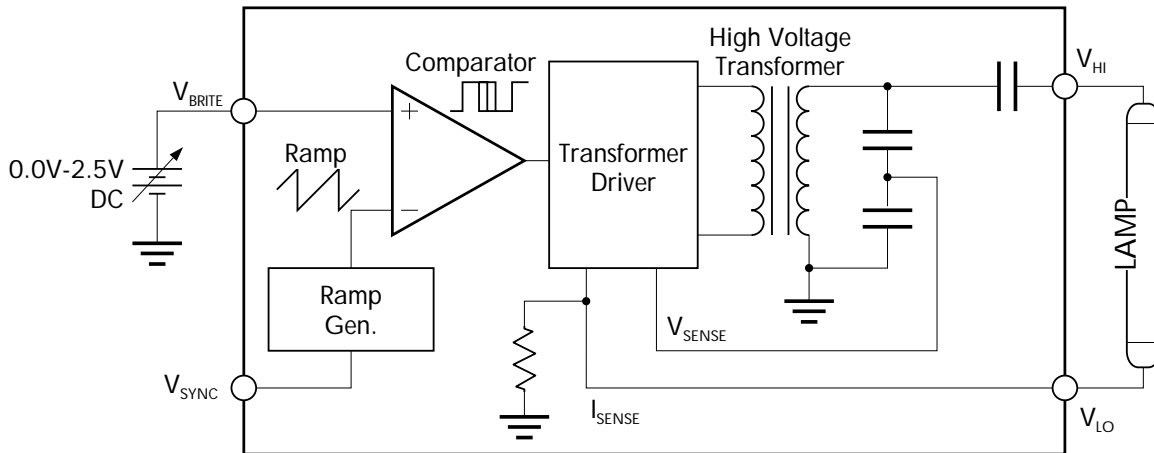 High Voltage
Transformer
Comparator
V_HI
V_BRITE
+
Ramp
Transformer
Driver
0.0V-2.5V
DC
−
LAMP
Ramp
Gen.
V_SENSE
V_SYNC
I_SENSE
V_LO